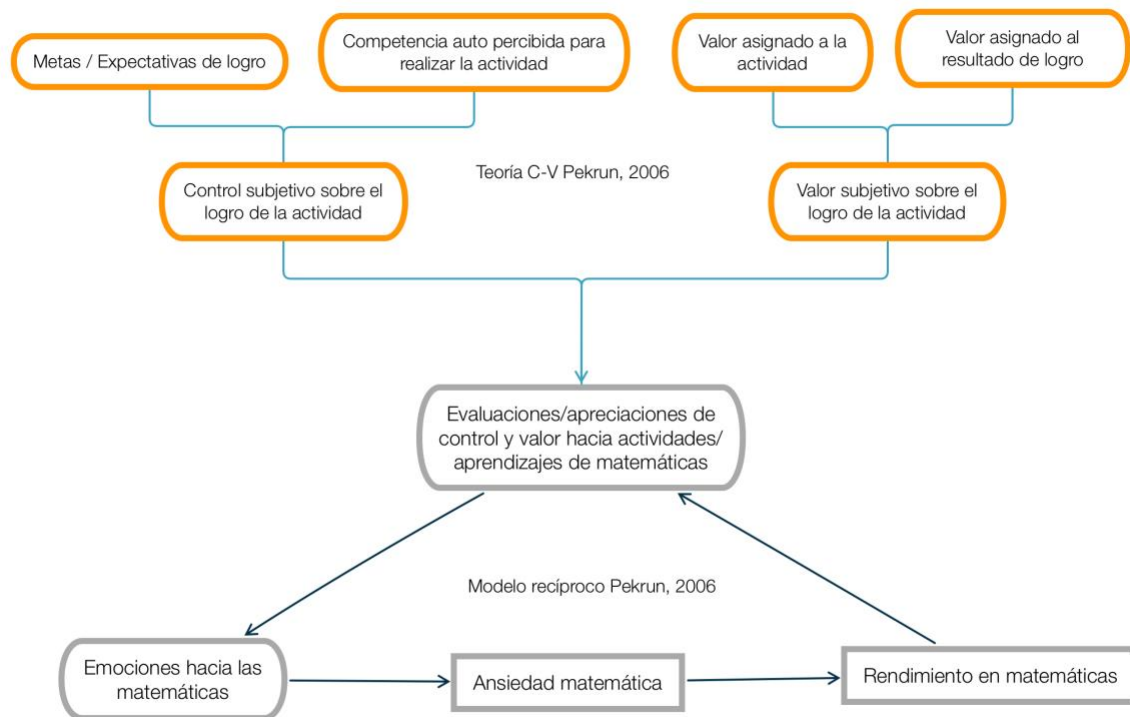 Metas / Expectativas de logro
Competencia auto percibida para
realizar la actividad
Valor asignado a la
actividad
Valor asignado al
resultado de logro
Control subjetivo sobre el
logro de la actividad
Teoría C-V Pekrun, 2006
Valor subjetivo sobre el
logro de la actividad
Evaluaciones/apreciaciones de
control y valor hacia actividades/
aprendizajes de matemáticas
Modelo recíproco Pekrun, 2006
Emociones hacia las
matemáticas
Ansiedad matemática
Rendimiento en matemáticas